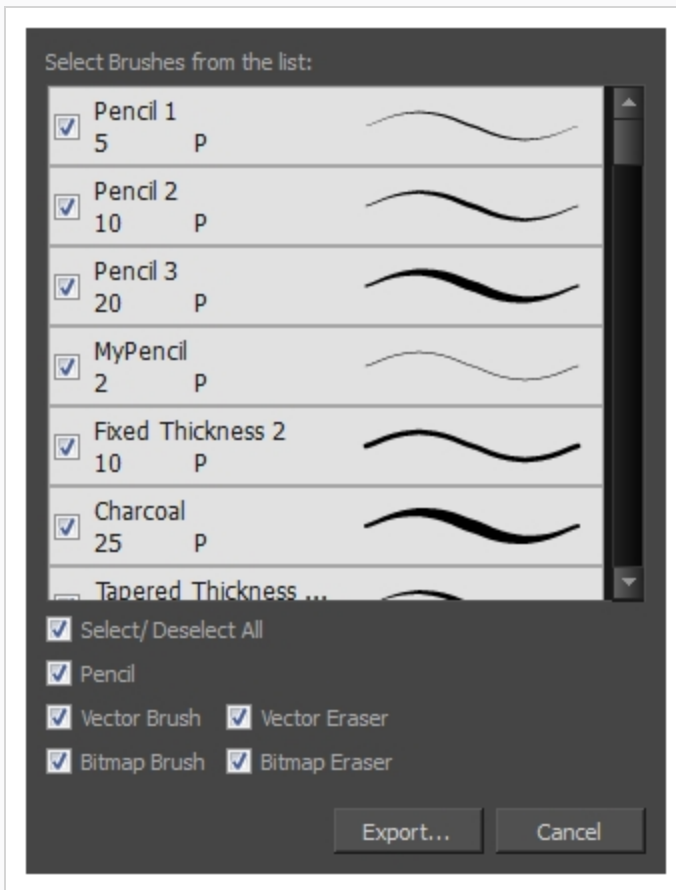 Select Brushes from the list:
Pencil 1
5 P
Pencil 2
10 P
Pencil 3
20 P
MyPencil
2 P
Fixed Thickness 2
10 P
Charcoal
25 P
Tapered Thickness ...
Select/ Deselect All
Pencil
Vector Brush Vector Eraser
Bitmap Brush Bitmap Eraser
Export... Cancel